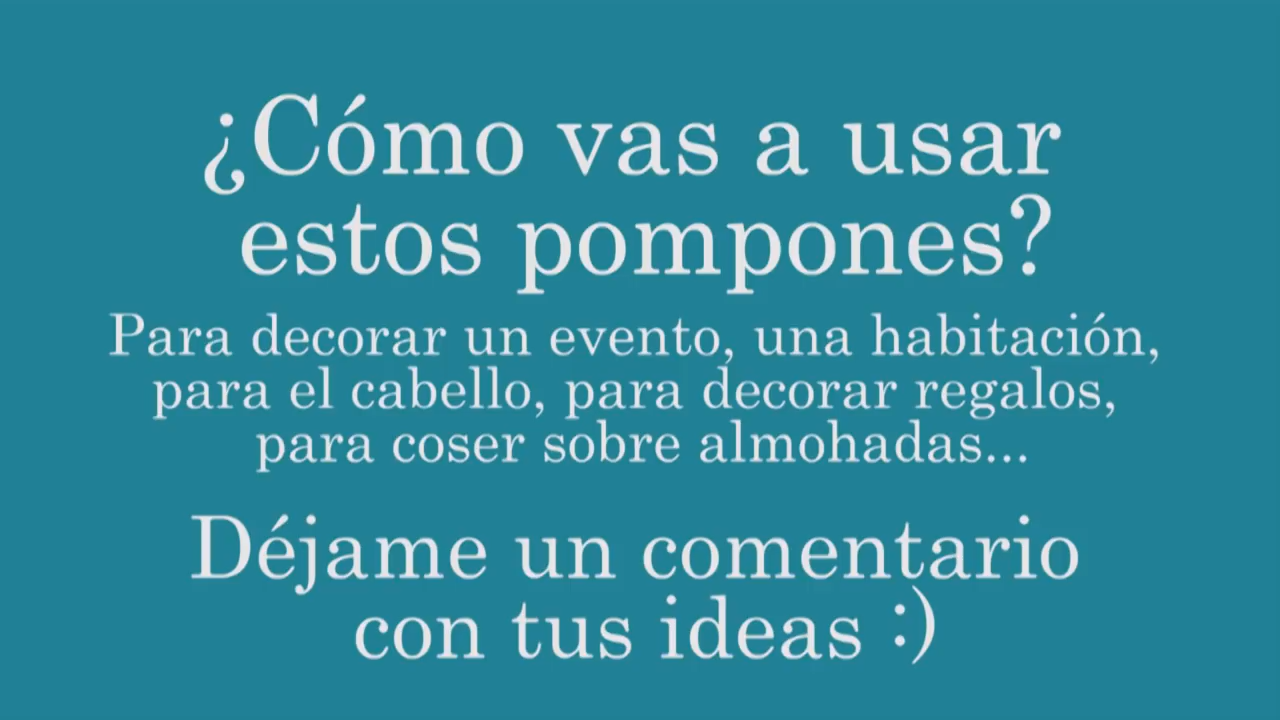 ¿Cómo vas a usar
estos pompones?
Para decorar un evento, una habitación,
para el cabello, para decorar regalos,
para coser sobre almohadas...
Déjame un comentario
con tus ideas :)